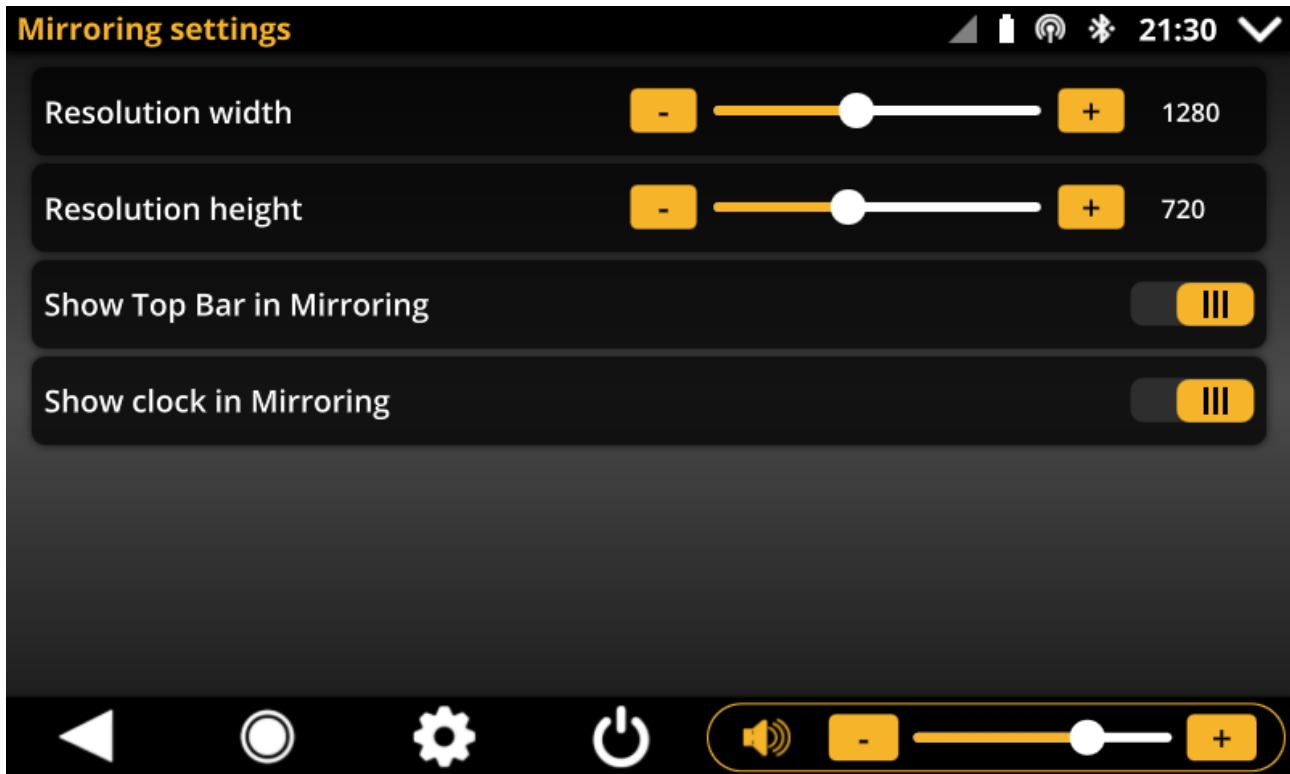 Mirroring settings 21:30
Resolution width - + 1280
Resolution height - + 720
Show Top Bar in Mirroring
Show clock in Mirroring
- +